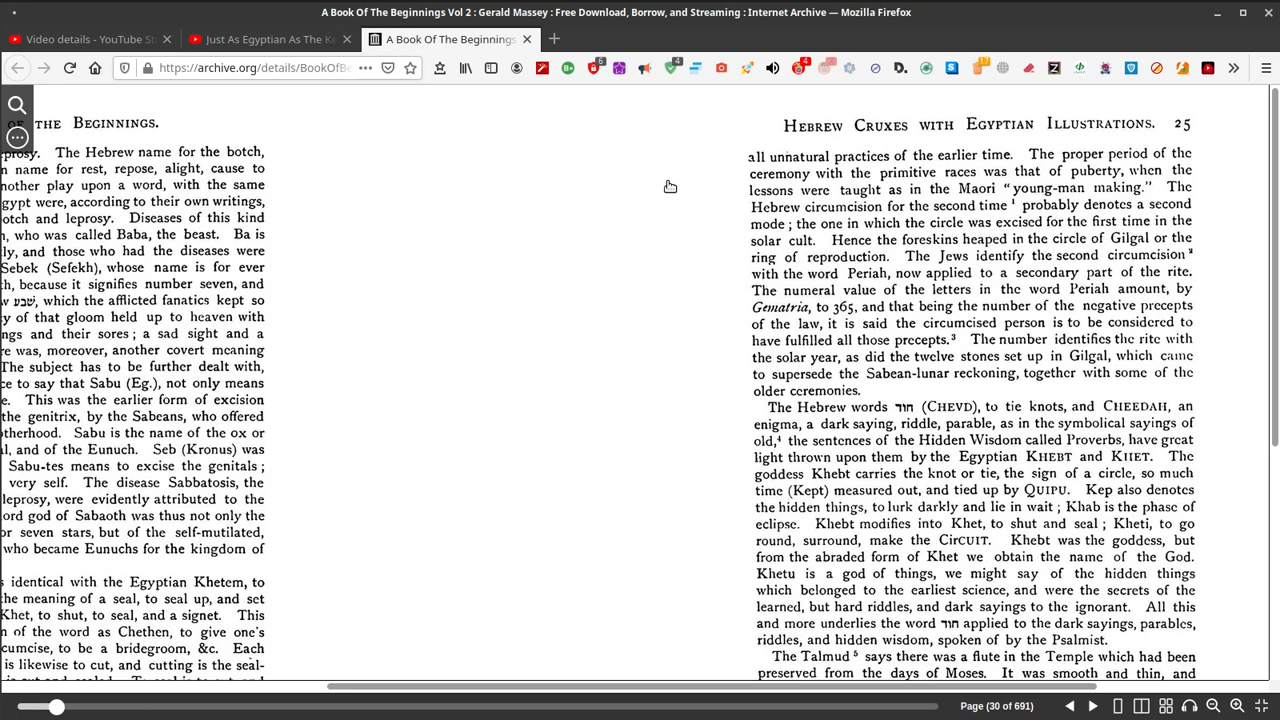 A Book Of The Beginnings Vol 2 : Gerald Massey : Free Download, Borrow, and Streaming : Internet Archive — Mozilla Firefox
Video details - YouTube St
Just As Egyptian As The Ke
A Book Of The Beginnings
https://archive.org/details/BookOfBe
OF THE BEGINNINGS.
eprosy. The Hebrew name for the botch,
n name for rest, repose, alight, cause to
nother play upon a word, with the same
gypt were, according to their own writings,
otch and leprosy. Diseases of this kind
n, who was called Baba, the beast. Ba is
ly, and those who had the diseases were
Sebek (Sefekh), whose name is for ever
th, because it signifies number seven, and
שבע, which the afflicted fanatics kept so
y of that gloom held up to heaven with
ngs and their sores; a sad sight and a
re was, moreover, another covert meaning
The subject has to be further dealt with,
ce to say that Sabu (Eg.), not only means
e. This was the earlier form of excision
the genitrix, by the Sabeans, who offered
otherhood. Sabu is the name of the ox or
l, and of the Eunuch. Seb (Kronus) was
Sabu-tes means to excise the genitals;
very self. The disease Sabbatosis, the
leprosy, were evidently attributed to the
ord god of Sabaoth was thus not only the
or seven stars, but of the self-mutilated,
who became Eunuchs for the kingdom of
s identical with the Egyptian Khetem, to
the meaning of a seal, to seal up, and set
Khet, to shut, to seal, and a signet. This
n of the word as Chethen, to give one's
cumcise, to be a bridegroom, &c. Each
is likewise to cut, and cutting is the seal-
HEBREW CRUXES WITH EGYPTIAN ILLUSTRATIONS. 25
all unnatural practices of the earlier time. The proper period of the
ceremony with the primitive races was that of puberty, when the
lessons were taught as in the Maori "young-man making." The
Hebrew circumcision for the second time ¹ probably denotes a second
mode; the one in which the circle was excised for the first time in the
solar cult. Hence the foreskins heaped in the circle of Gilgal or the
ring of reproduction. The Jews identify the second circumcision ²
with the word Periah, now applied to a secondary part of the rite.
The numeral value of the letters in the word Periah amount, by
Gematria, to 365, and that being the number of the negative precepts
of the law, it is said the circumcised person is to be considered to
have fulfilled all those precepts.³ The number identifies the rite with
the solar year, as did the twelve stones set up in Gilgal, which came
to supersede the Sabean-lunar reckoning, together with some of the
older ceremonies.
The Hebrew words חוד (CHEVD), to tie knots, and CHEEDAH, an
enigma, a dark saying, riddle, parable, as in the symbolical sayings of
old,⁴ the sentences of the Hidden Wisdom called Proverbs, have great
light thrown upon them by the Egyptian KHEBT and KHET. The
goddess Khebt carries the knot or tie, the sign of a circle, so much
time (Kept) measured out, and tied up by QUIPU. Kep also denotes
the hidden things, to lurk darkly and lie in wait; Khab is the phase of
eclipse. Khebt modifies into Khet, to shut and seal; Kheti, to go
round, surround, make the CIRCUIT. Khebt was the goddess, but
from the abraded form of Khet we obtain the name of the God.
Khetu is a god of things, we might say of the hidden things
which belonged to the earliest science, and were the secrets of the
learned, but hard riddles, and dark sayings to the ignorant. All this
and more underlies the word חוד applied to the dark sayings, parables,
riddles, and hidden wisdom, spoken of by the Psalmist.
The Talmud ⁵ says there was a flute in the Temple which had been
preserved from the days of Moses. It was smooth and thin, and
Page (30 of 691)